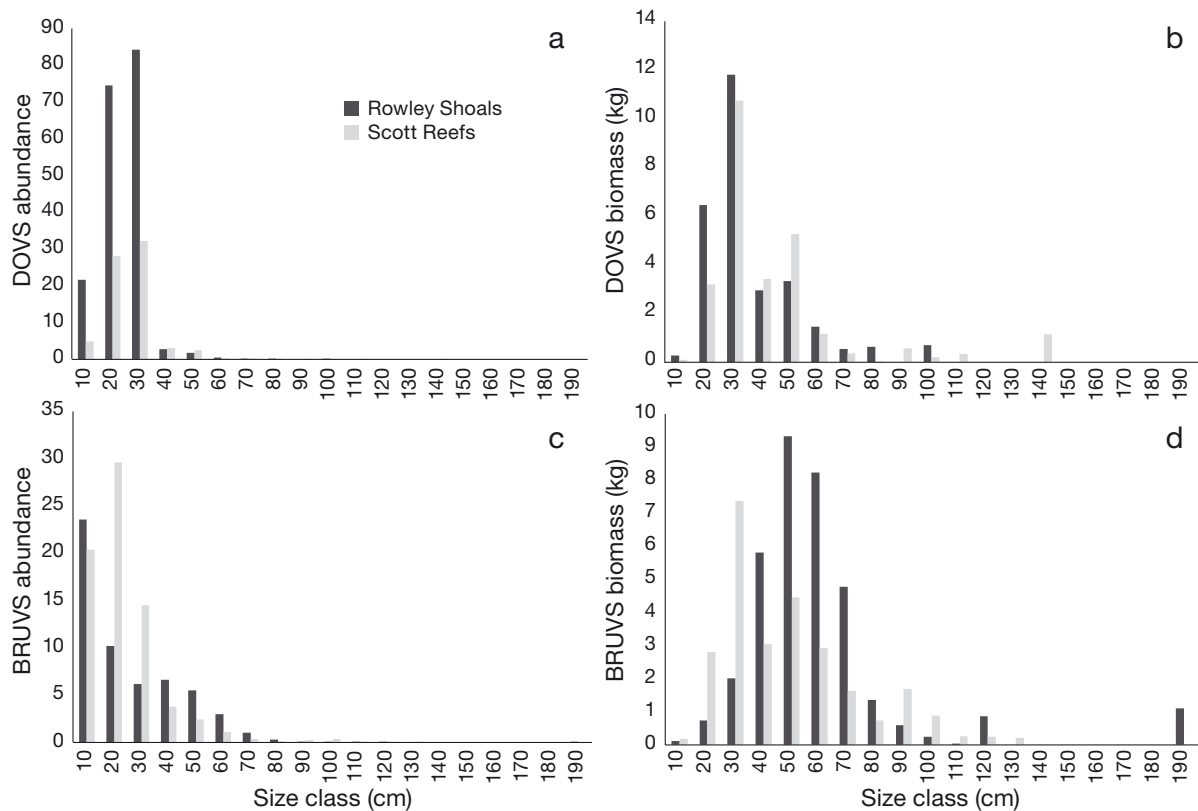 a
DOVS abundance
90
80
70
60
50
40
30
20
10
0
Rowley Shoals
Scott Reefs
10 20 30 40 50 60 70 80 90 100 110 120 130 140 150 160 170 180 190
b
DOVS biomass (kg)
14
12
10
8
6
4
2
0
10 20 30 40 50 60 70 80 90 100 110 120 130 140 150 160 170 180 190
c
BRUVS abundance
35
30
25
20
15
10
5
0
10 20 30 40 50 60 70 80 90 100 110 120 130 140 150 160 170 180 190
Size class (cm)
d
BRUVS biomass (kg)
10
9
8
7
6
5
4
3
2
1
0
10 20 30 40 50 60 70 80 90 100 110 120 130 140 150 160 170 180 190
Size class (cm)